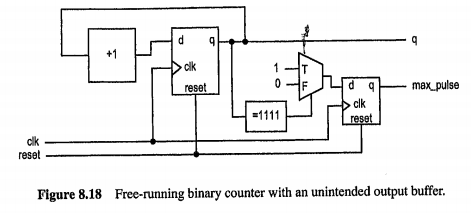 d q q
+1
clk
reset
1 T
0 F
d q max_pulse
clk
=1111
reset
clk
reset
Figure 8.18 Free-running binary counter with an unintended output buffer.